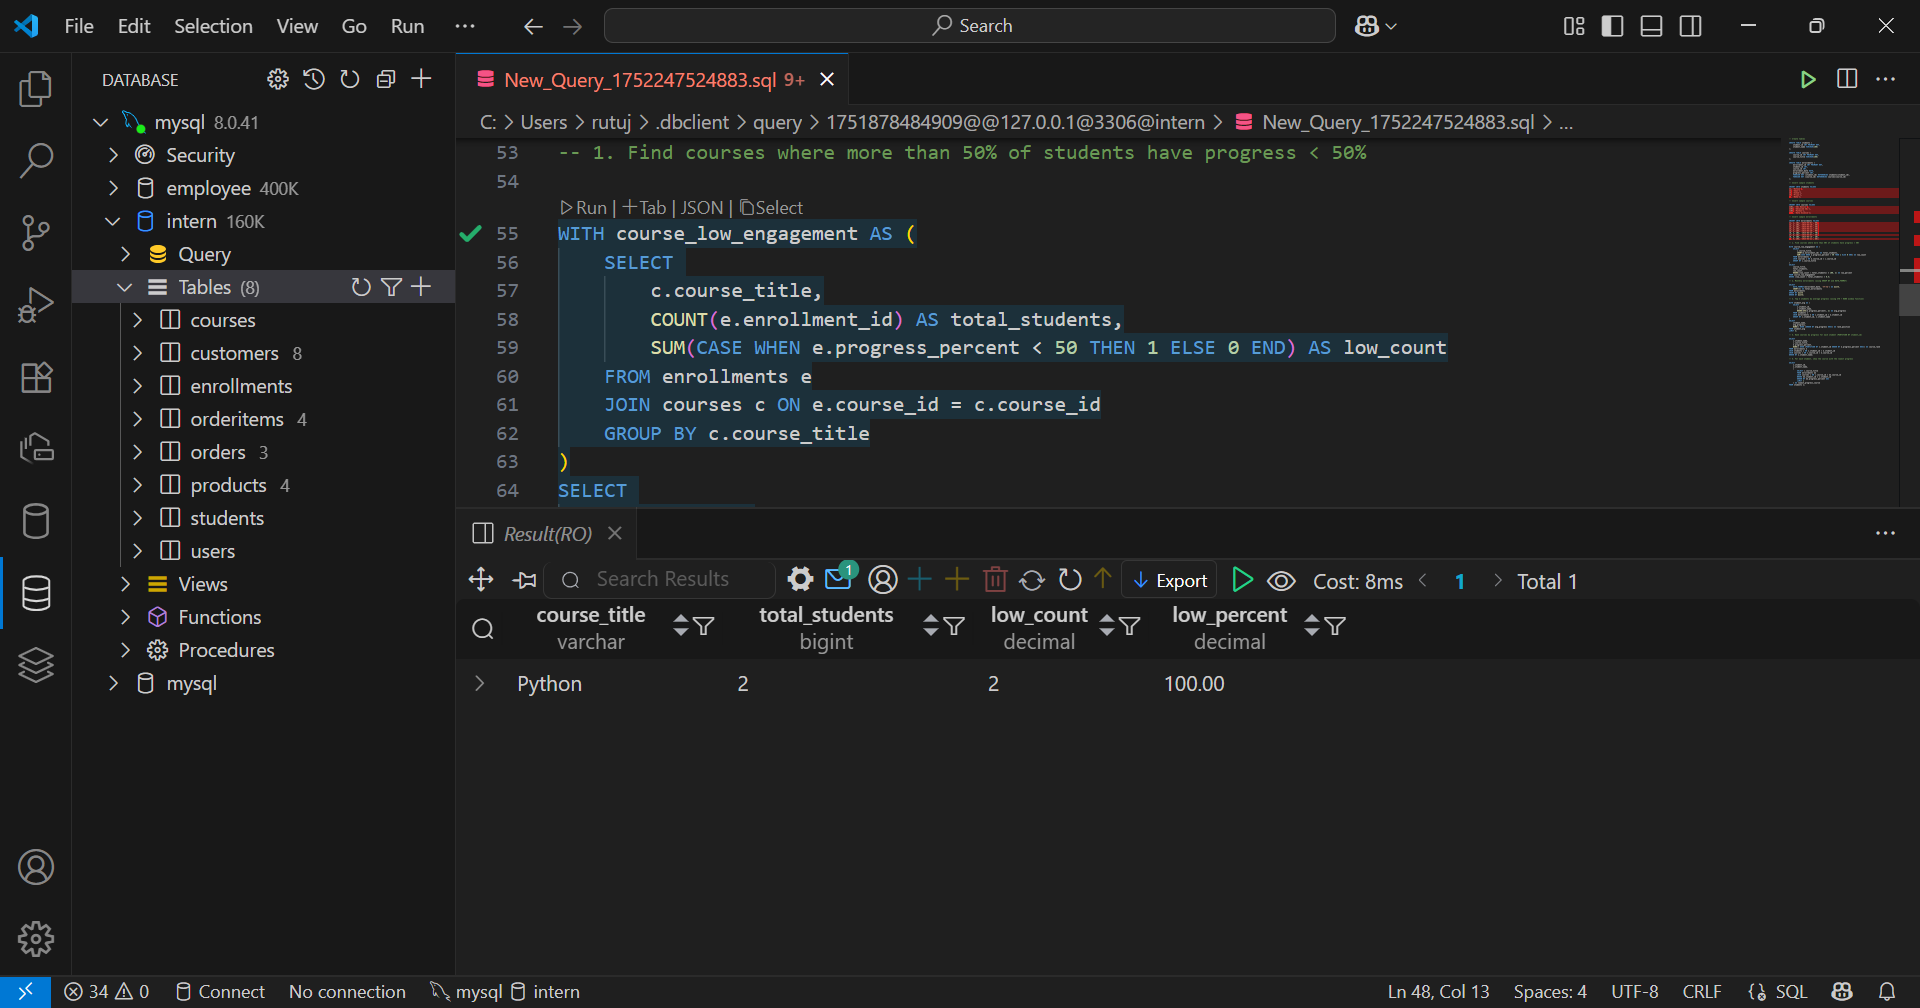 File Edit Selection View Go Run ··· Search
DATABASE
mysql 8.0.41
Security
employee 400K
intern 160K
Query
Tables (8)
courses
customers 8
enrollments
orderitems 4
orders 3
products 4
students
users
Views
Functions
Procedures
mysql
New_Query_1752247524883.sql 9+
C: > Users > rutuj > .dbclient > query > 1751878484909@@127.0.0.1@3306@intern > New_Query_1752247524883.sql > ...
53 -- 1. Find courses where more than 50% of students have progress < 50%
54
Run | +Tab | JSON | Select
55 WITH course_low_engagement AS (
56 SELECT
57 c.course_title,
58 COUNT(e.enrollment_id) AS total_students,
59 SUM(CASE WHEN e.progress_percent < 50 THEN 1 ELSE 0 END) AS low_count
60 FROM enrollments e
61 JOIN courses c ON e.course_id = c.course_id
62 GROUP BY c.course_title
63 )
64 SELECT
Result(RO)
Search Results 1 Export Cost: 8ms < 1 > Total 1
course_title total_students low_count low_percent
varchar bigint decimal decimal
Python 2 2 100.00
34 0 Connect No connection mysql intern Ln 48, Col 13 Spaces: 4 UTF-8 CRLF {} SQL